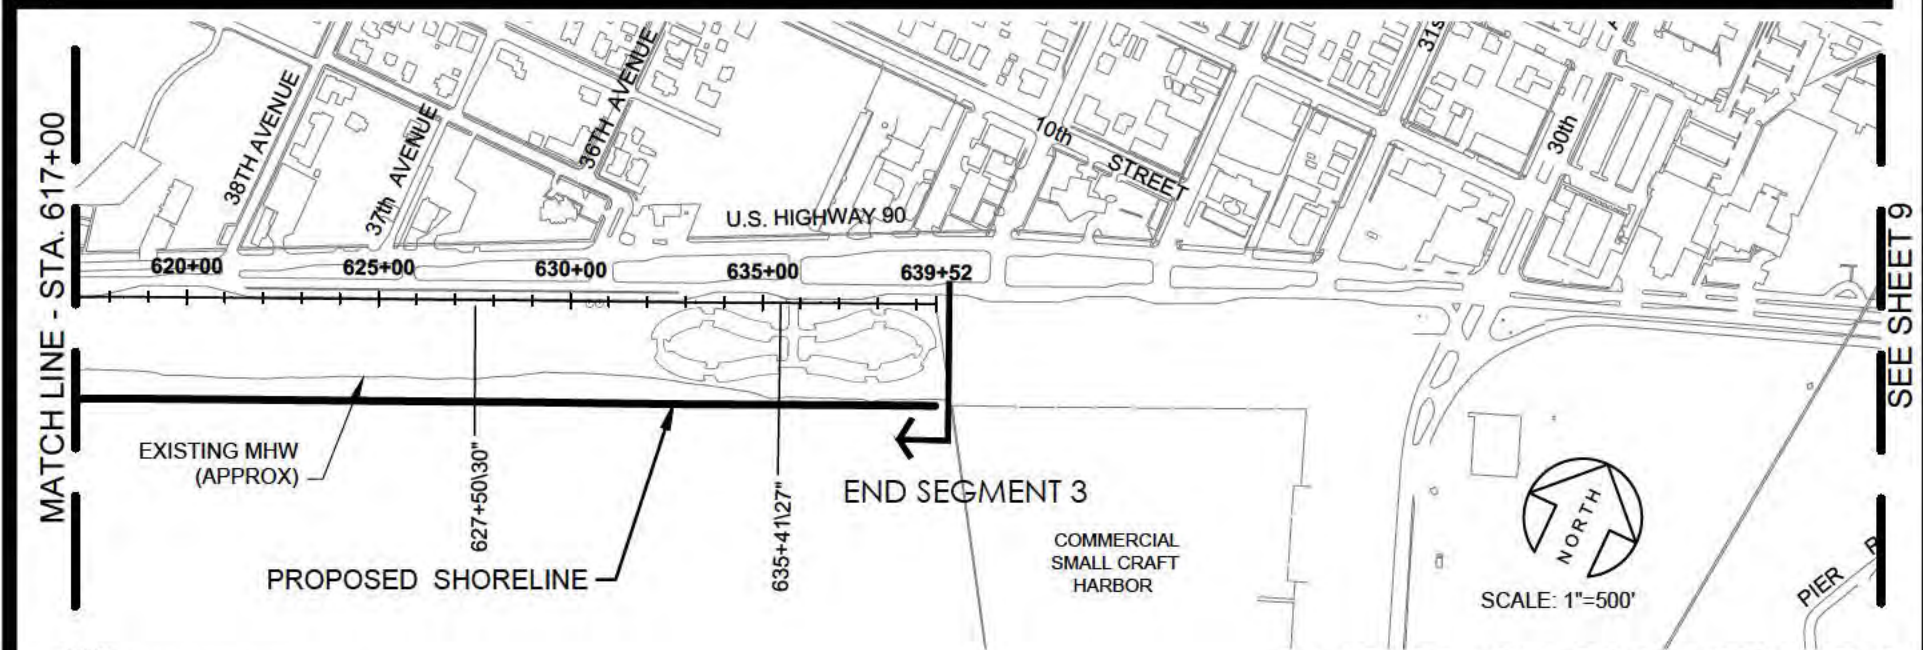 MATCH LINE - STA. 617+00
38TH AVENUE
37th AVENUE
36TH AVENUE
10th STREET
30th
U.S. HIGHWAY 90
620+00
625+00
630+00
635+00
639+52
SEE SHEET 9
EXISTING MHW
(APPROX)
627+50\30"
635+41\27"
END SEGMENT 3
PROPOSED SHORELINE
COMMERCIAL
SMALL CRAFT
HARBOR
NORTH
SCALE: 1"=500'
PIER